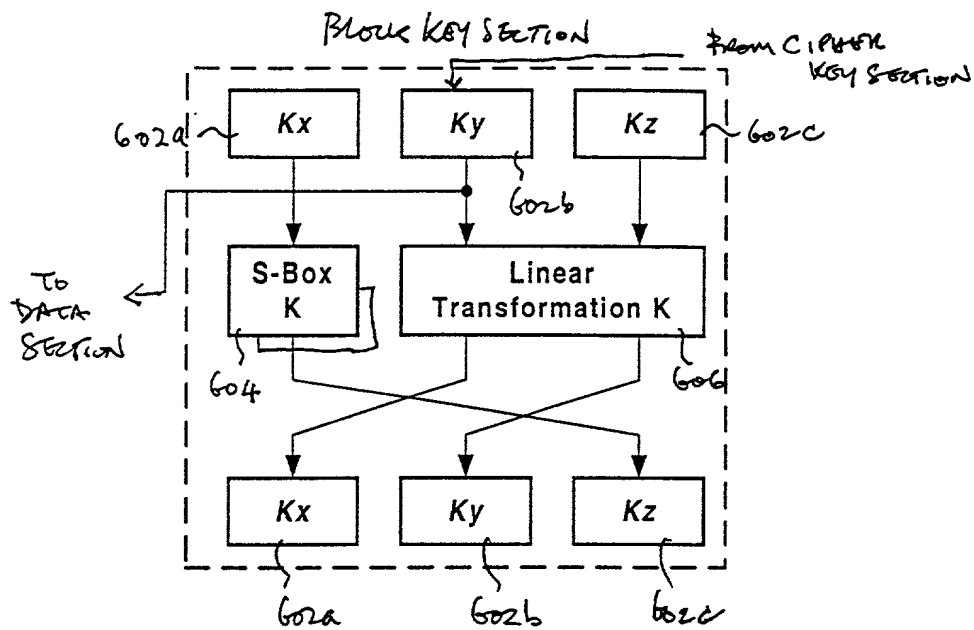 BLOCK KEY SECTION
FROM CIPHER
KEY SECTION
602a
Kx
Ky
Kz
602c
602b
TO
DATA
SECTION
S-Box
K
Linear
Transformation K
604
606
Kx
Ky
Kz
602a
602b
602c